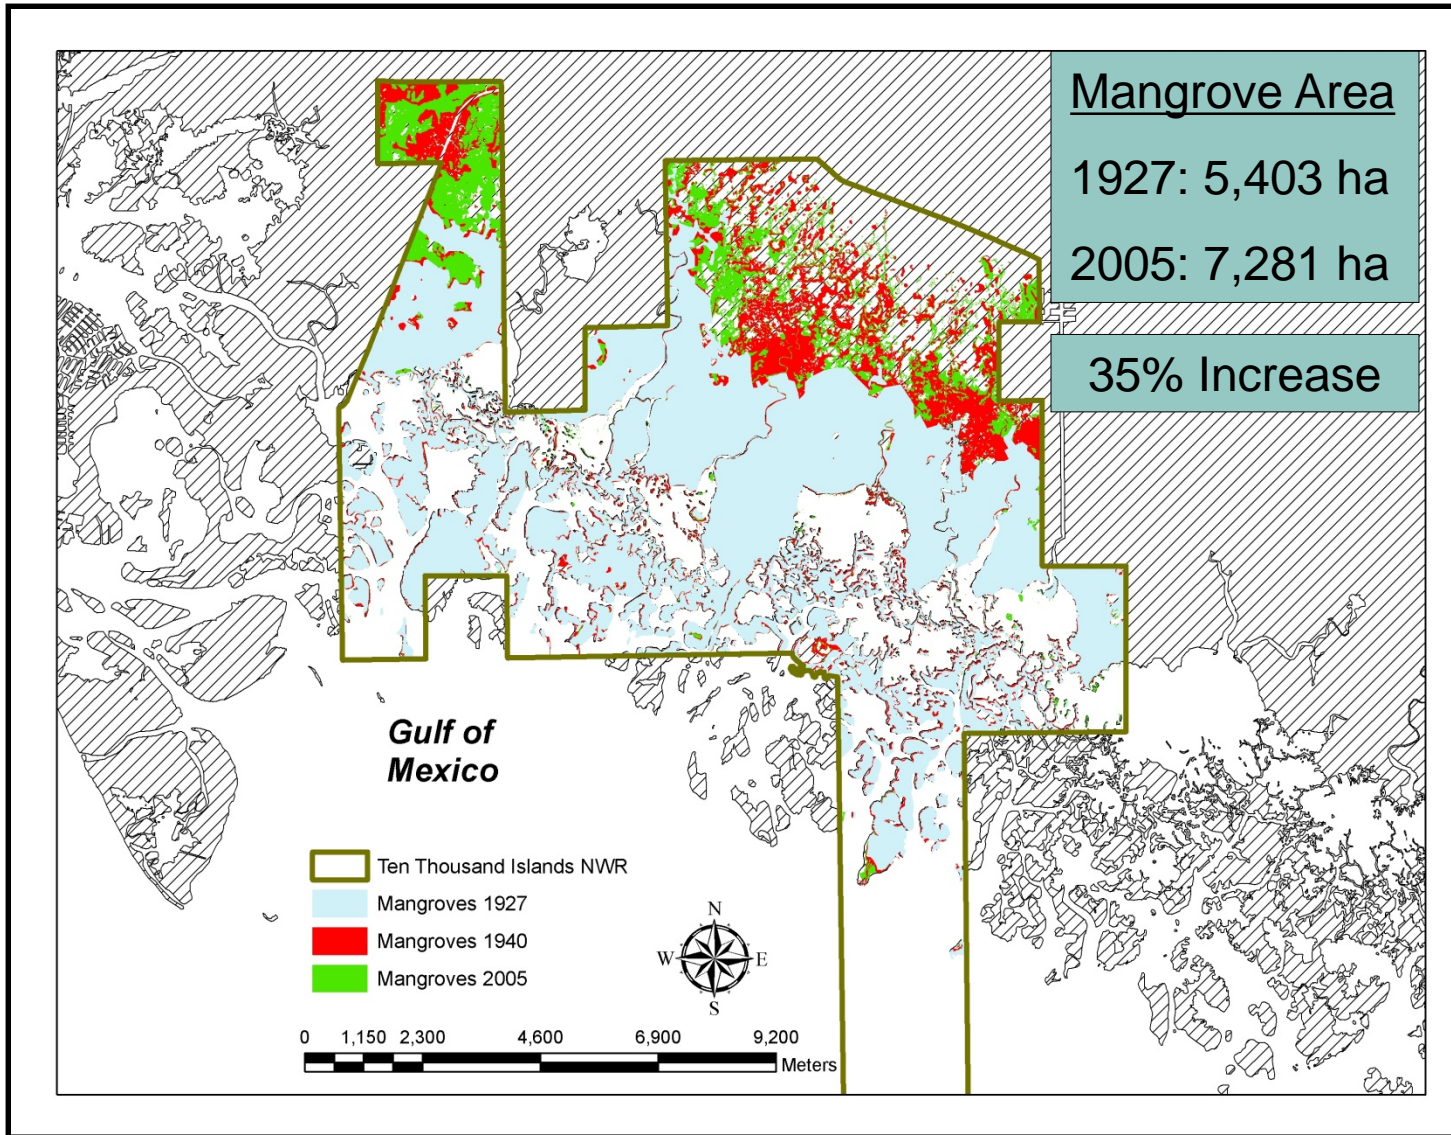 Mangrove Area
1927: 5,403 ha
2005: 7,281 ha
35% Increase
Gulf of
Mexico
Ten Thousand Islands NWR
Mangroves 1927
Mangroves 1940
Mangroves 2005
N
W E
S
0 1,150 2,300 4,600 6,900 9,200
Meters